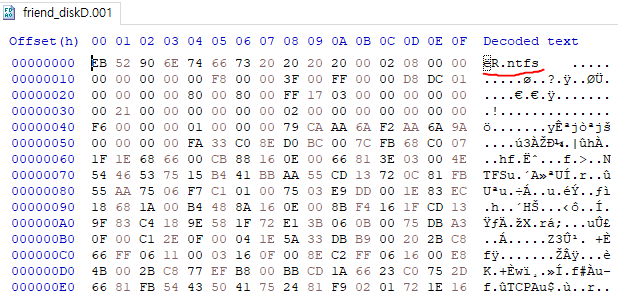 friend_diskD.001
Offset(h) 00 01 02 03 04 05 06 07 08 09 0A 0B 0C 0D 0E 0F Decoded text
00000000 EB 52 90 6E 74 66 73 20 20 20 20 00 02 08 00 00 ëR.ntfs    .....
00000010 00 00 00 00 00 F8 00 00 3F 00 FF 00 00 D8 DC 01 .....ø..?.ÿ..ØÜ.
00000020 00 00 00 00 80 00 80 00 FF 17 03 00 00 00 00 00 ....€.€.ÿ.......
00000030 00 21 00 00 00 00 00 00 02 00 00 00 00 00 00 00 .!..............
00000040 F6 00 00 00 01 00 00 00 79 CA AA 6A F2 AA 6A 9A ö.......yÊªjòªjš
00000050 00 00 00 00 FA 33 C0 8E D0 BC 00 7C FB 68 C0 07 ....ú3ÀŽÐ¼.|ûhÀ.
00000060 1F 1E 68 66 00 CB 88 16 0E 00 66 81 3E 03 00 4E ..hf.Ëˆ...f.>..N
00000070 54 46 53 75 15 B4 41 BB AA 55 CD 13 72 0C 81 FB TFSu.´A»ªUÍ.r..û
00000080 55 AA 75 06 F7 C1 01 00 75 03 E9 DD 00 1E 83 EC Uªu.÷Á..u.éÝ..ƒì
00000090 18 68 1A 00 B4 48 8A 16 0E 00 8B F4 16 1F CD 13 .h..´HŠ...‹ô..Í.
000000A0 9F 83 C4 18 9E 58 1F 72 E1 3B 06 0B 00 75 DB A3 ŸƒÄ.žX.rá;...uÛ£
000000B0 0F 00 C1 2E 0F 00 04 1E 5A 33 DB B9 00 20 2B C8 ..Á.....Z3Û¹. +È
000000C0 66 FF 06 11 00 03 16 0F 00 8E C2 FF 06 16 00 E8 fÿ.......ŽÂÿ...è
000000D0 4B 00 2B C8 77 EF B8 00 BB CD 1A 66 23 C0 75 2D K.+Èwï¸.»Í.f#Àu-
000000E0 66 81 FB 54 43 50 41 75 24 81 F9 02 01 72 1E 16 f.ûTCPAu$.ù..r..